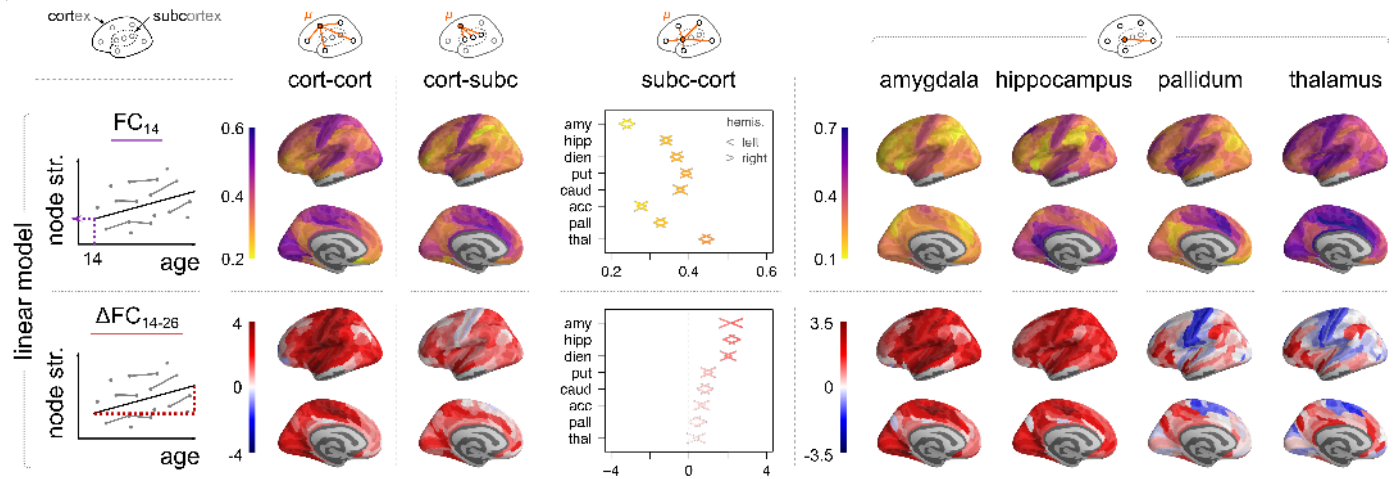 cortex
subcortex
μ
μ
cort-cort
cort-subc
subc-cort
amygdala
hippocampus
pallidum
thalamus
linear model
FC14
node str.
14
age
0.6
0.4
0.2
amy
hipp
dien
put
caud
acc
pall
thal
hemis.
< left
> right
0.2
0.4
0.6
0.7
0.4
0.1
ΔFC14-26
node str.
age
4
0
-4
amy
hipp
dien
put
caud
acc
pall
thal
−4
0
4
3.5
0
-3.5